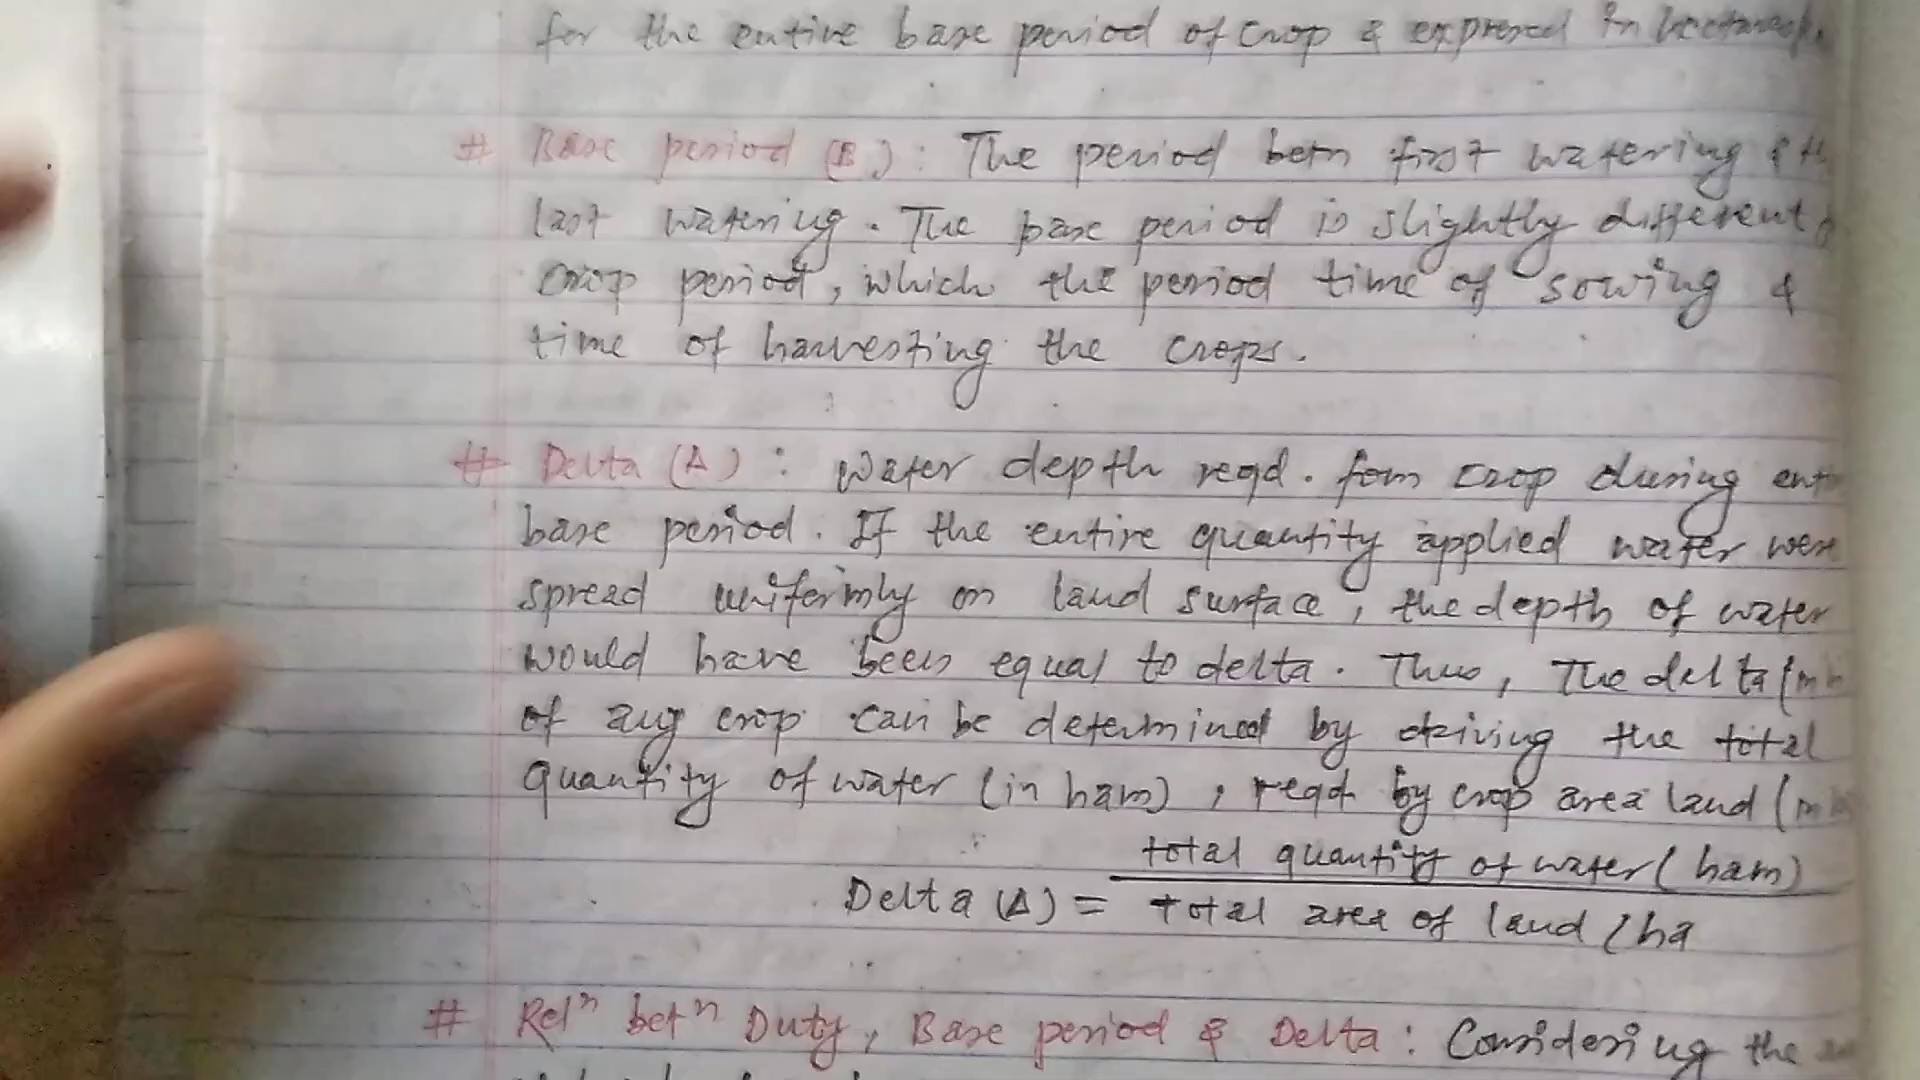 for the entire base period of crop & expressed in
# Base period (B) : The period betn first watering &
last watering. The base period is slightly different
crop period, which the period time of sowing &
time of harvesting the crops.
# Delta (Δ) : Water depth reqd. fom crop during
base period. If the entire quantity applied water were
spread uniformly on land surface, the depth of water
would have been equal to delta. Thus, The delta (m
of any crop can be determined by driving the total
quantity of water (in ham), reqd by crop area land (
total quantity of water (ham)
Delta (Δ) =
total area of land (ha
# Relⁿ betⁿ Duty, Base period & Delta : Considering the